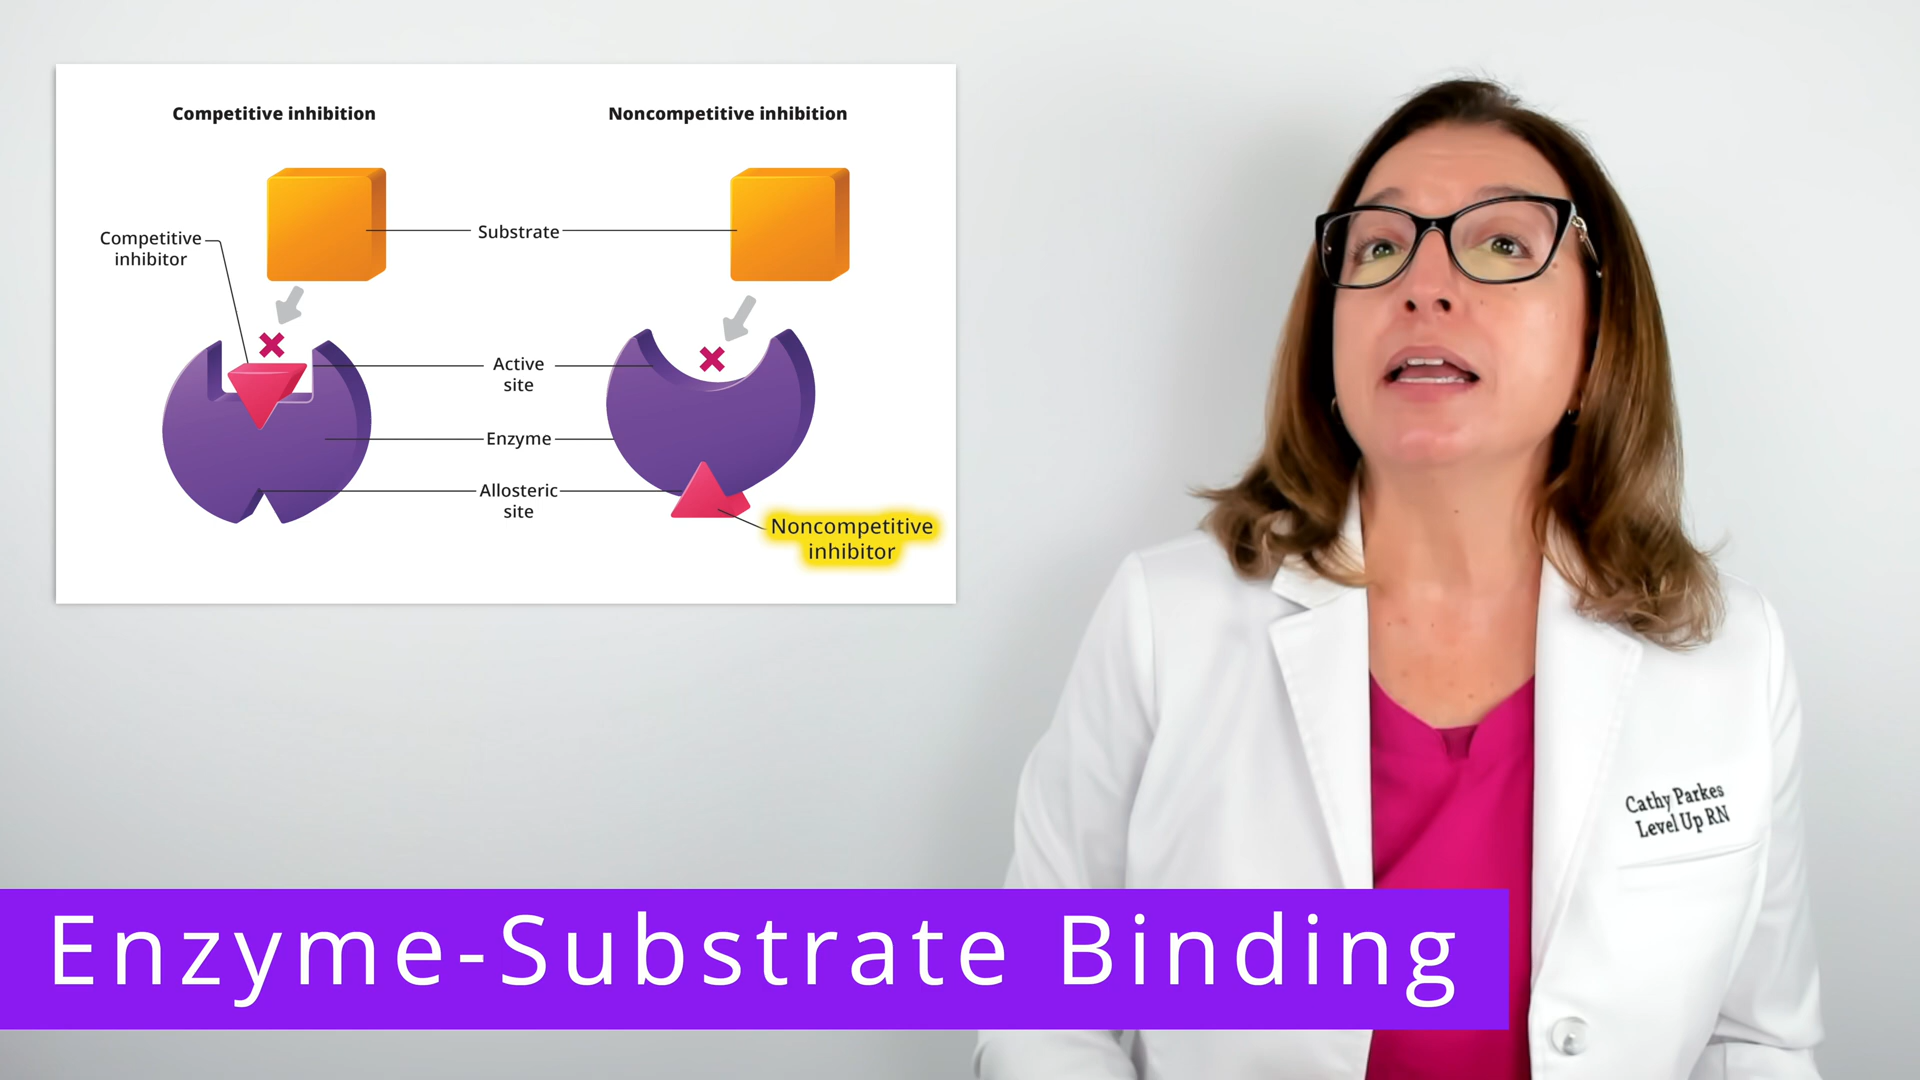 Competitive inhibition
Noncompetitive inhibition
Substrate
Competitive
inhibitor
Active
site
Enzyme
Allosteric
site
Noncompetitive
inhibitor
Cathy Parkes
Level Up RN
Enzyme-Substrate Binding